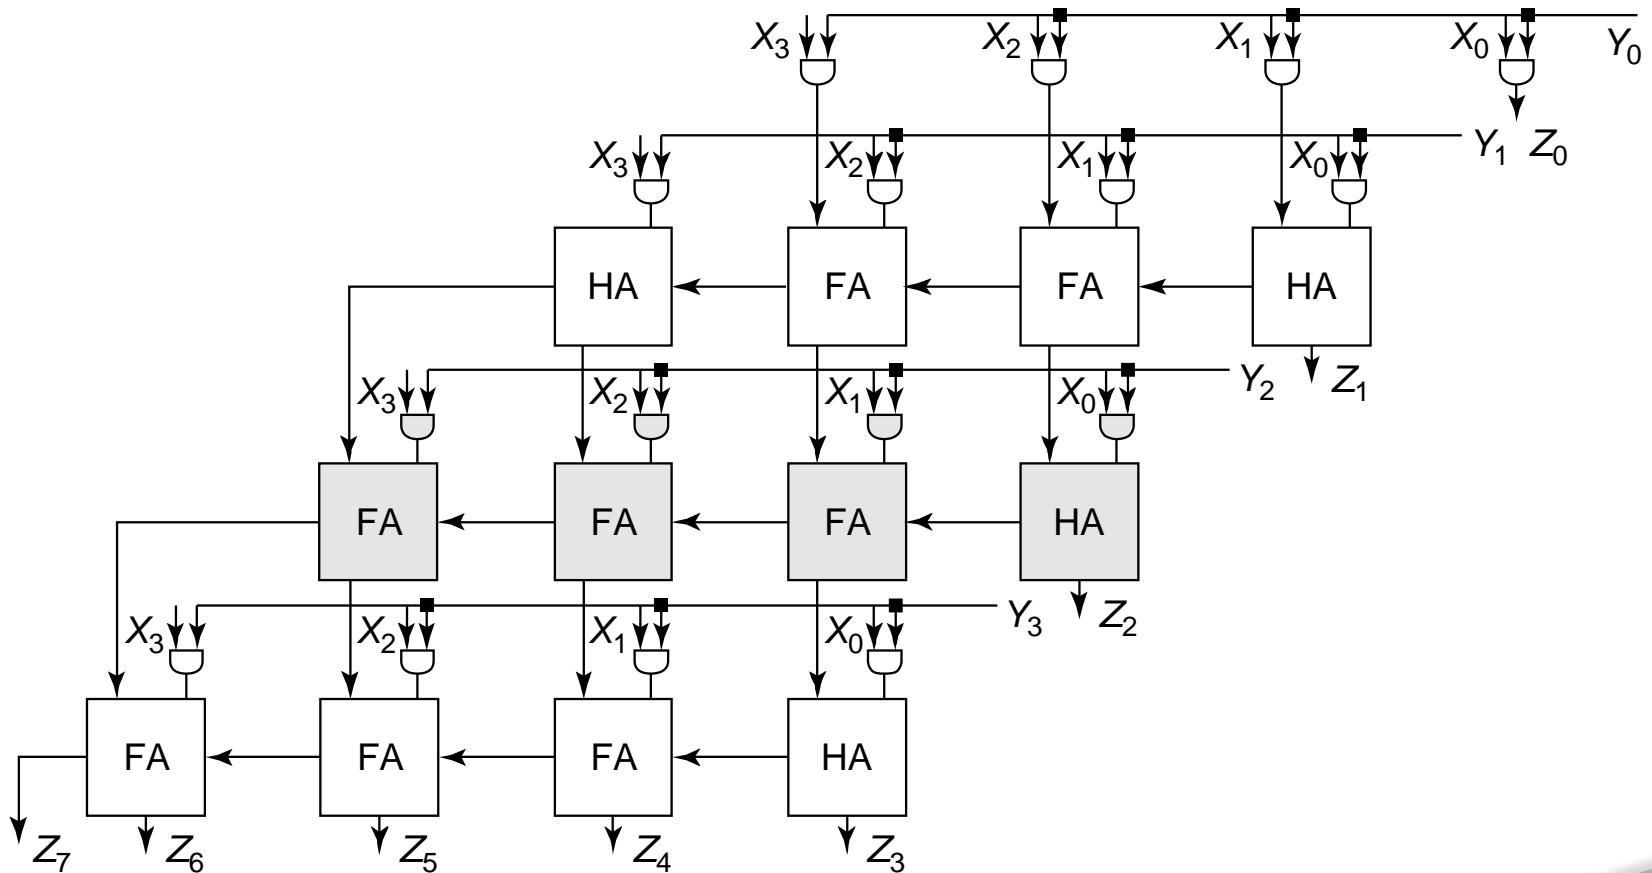 X3 X2 X1 X0 Y0
X3 X2 X1 X0 Y1 Z0
HA FA FA HA
X3 X2 X1 X0 Y2 Z1
FA FA FA HA
X3 X2 X1 X0 Y3 Z2
FA FA FA HA
Z7 Z6 Z5 Z4 Z3